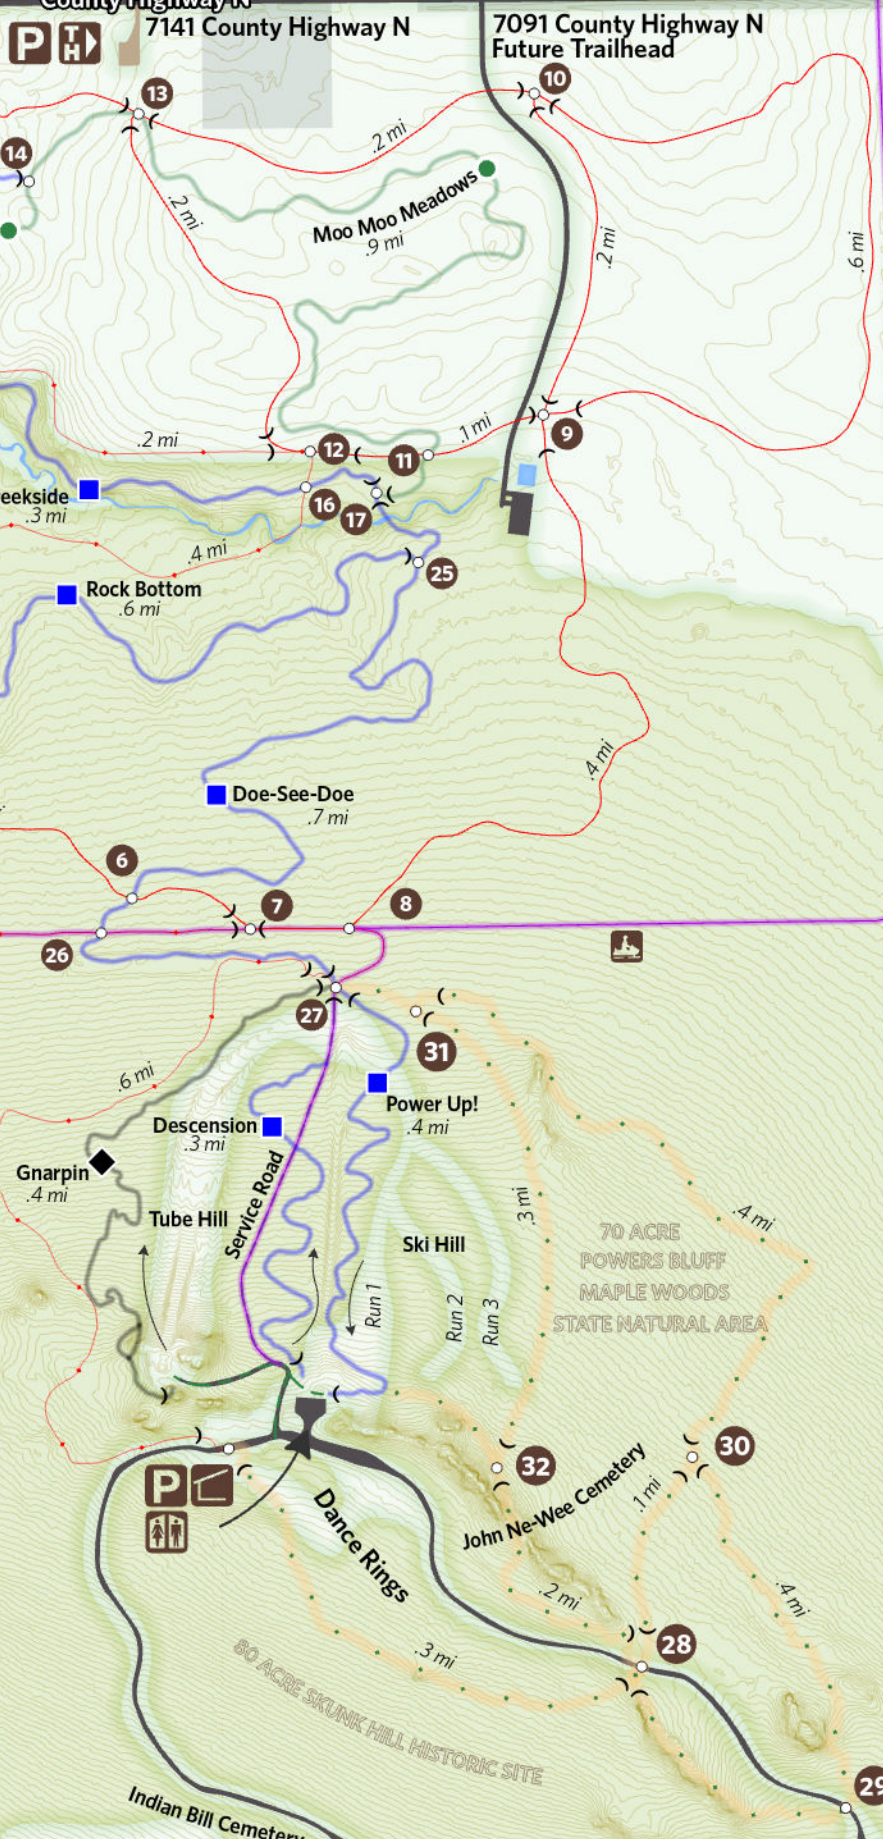 County Highway N
P
TH
7141 County Highway N
7091 County Highway N
Future Trailhead
10
13
.2 mi
14
.2 mi
Moo Moo Meadows
.9 mi
.2 mi
.6 mi
.1 mi
9
.2 mi
12
11
eekside
.3 mi
16
17
.4 mi
25
Rock Bottom
.6 mi
.4 mi
Doe-See-Doe
.7 mi
6
7
8
26
27
31
.6 mi
Power Up!
.4 mi
Descension
.3 mi
Gnarpin
.4 mi
Service Road
Tube Hill
.3 mi
.4 mi
Ski Hill
70 ACRE
POWERS BLUFF
MAPLE WOODS
STATE NATURAL AREA
Run 1
Run 2
Run 3
30
32
John Ne-Wee Cemetery
.1 mi
P
Dance Rings
.2 mi
.4 mi
28
.3 mi
80 ACRE SKUNK HILL HISTORIC SITE
29
Indian Bill Cemetery